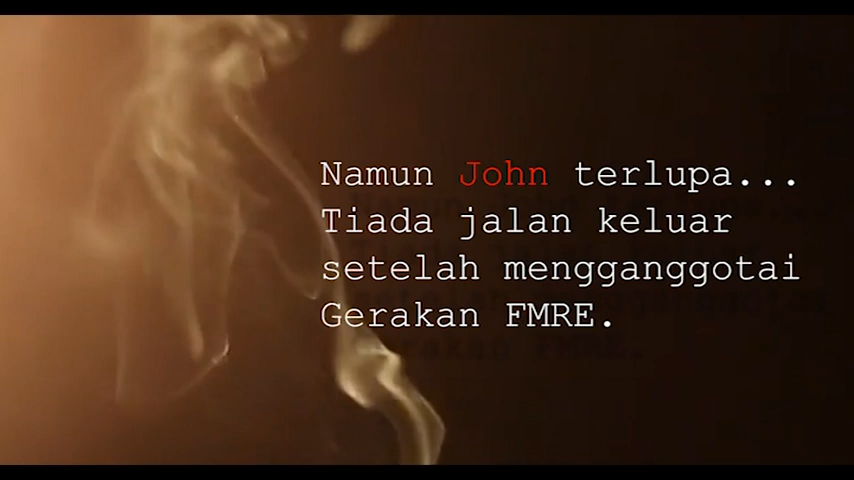 Namun John terlupa...
Tiada jalan keluar
setelah mengganggotai
Gerakan FMRE.